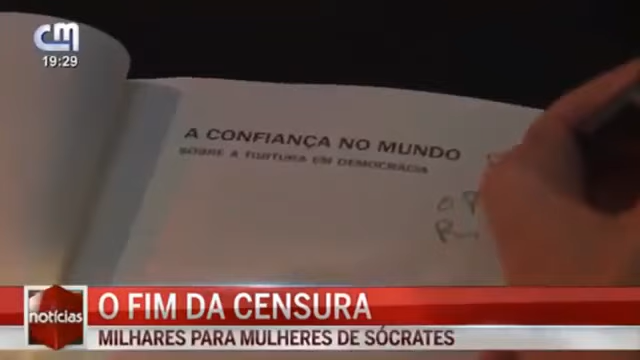 CM
19:29
A CONFIANÇA NO MUNDO
SOBRE A TORTURA EM DEMOCRACIA
notícias
O FIM DA CENSURA
MILHARES PARA MULHERES DE SÓCRATES